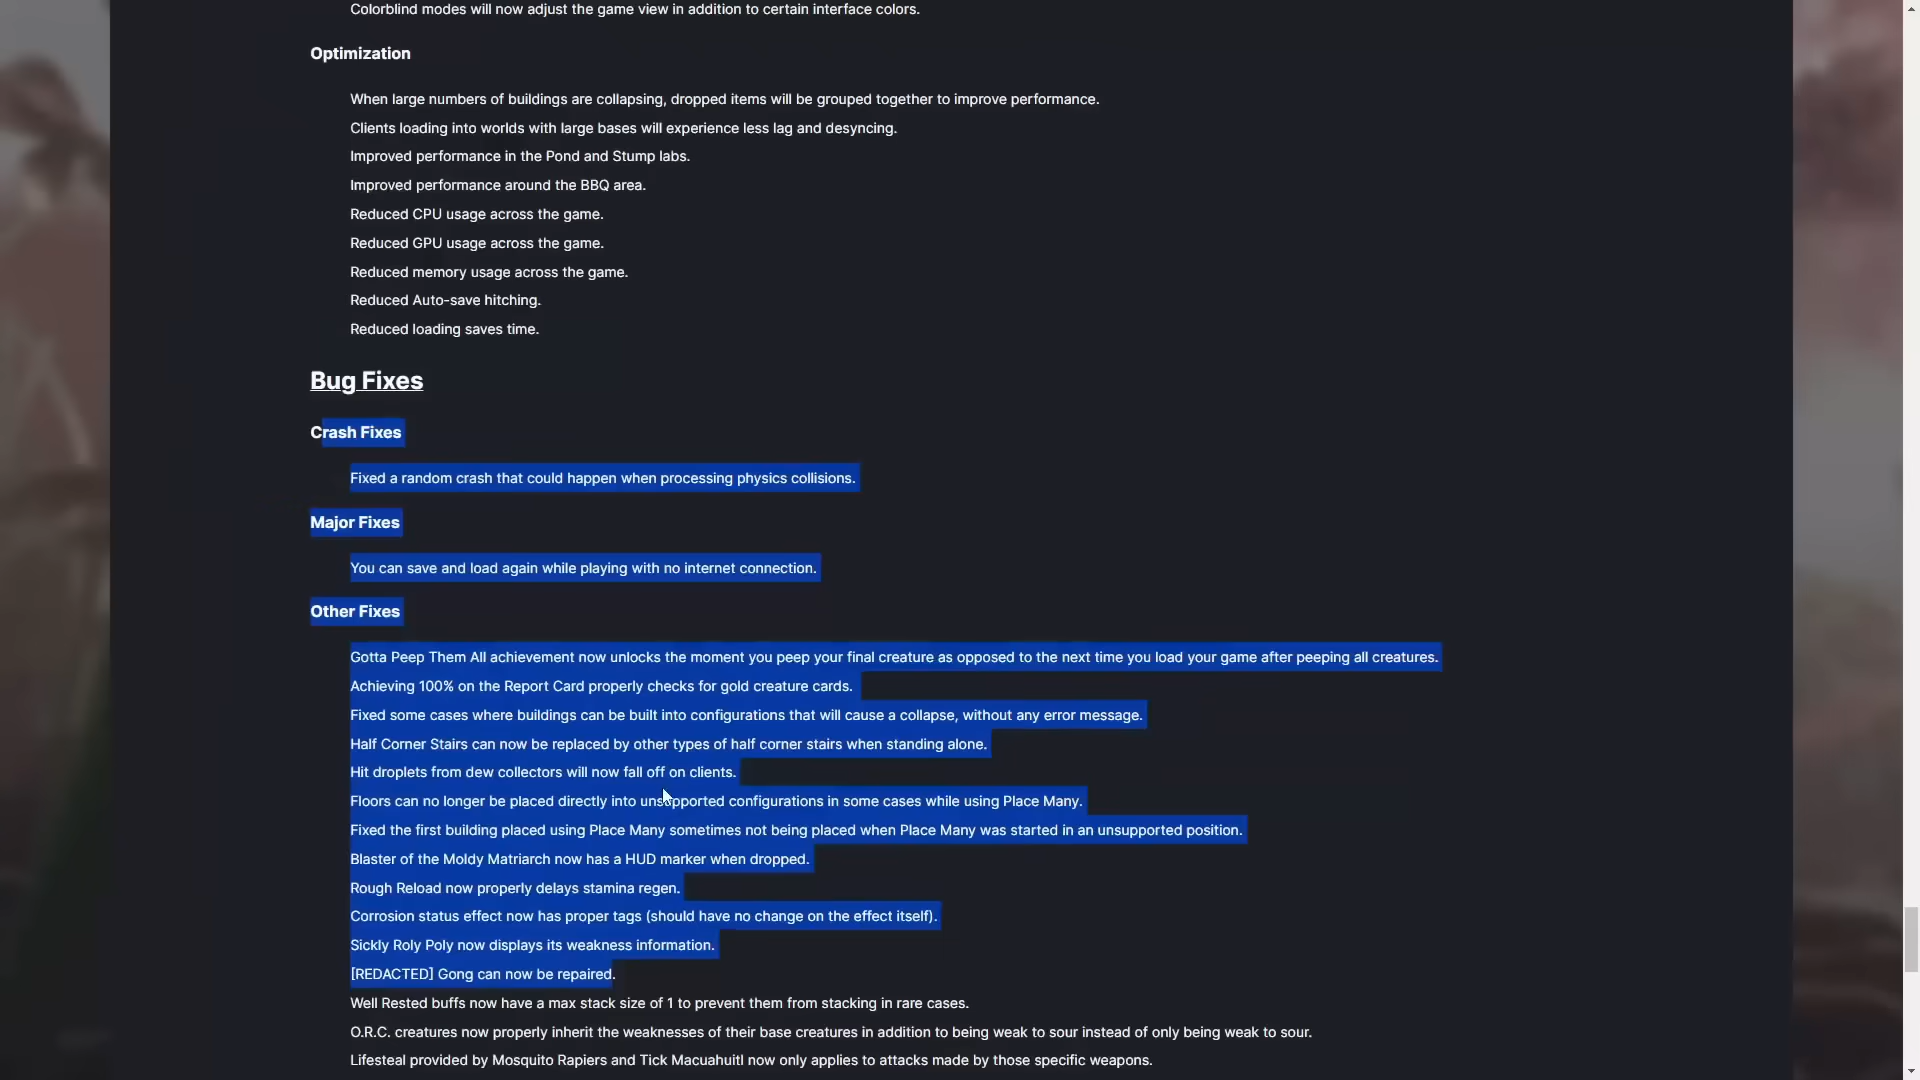 Colorblind modes will now adjust the game view in addition to certain interface colors.
Optimization
When large numbers of buildings are collapsing, dropped items will be grouped together to improve performance.
Clients loading into worlds with large bases will experience less lag and desyncing.
Improved performance in the Pond and Stump labs.
Improved performance around the BBQ area.
Reduced CPU usage across the game.
Reduced GPU usage across the game.
Reduced memory usage across the game.
Reduced Auto-save hitching.
Reduced loading saves time.
Bug Fixes
Crash Fixes
Fixed a random crash that could happen when processing physics collisions.
Major Fixes
You can save and load again while playing with no internet connection.
Other Fixes
Gotta Peep Them All achievement now unlocks the moment you peep your final creature as opposed to the next time you load your game after peeping all creatures.
Achieving 100% on the Report Card properly checks for gold creature cards.
Fixed some cases where buildings can be built into configurations that will cause a collapse, without any error message.
Half Corner Stairs can now be replaced by other types of half corner stairs when standing alone.
Hit droplets from dew collectors will now fall off on clients.
Floors can no longer be placed directly into unsupported configurations in some cases while using Place Many.
Fixed the first building placed using Place Many sometimes not being placed when Place Many was started in an unsupported position.
Blaster of the Moldy Matriarch now has a HUD marker when dropped.
Rough Reload now properly delays stamina regen.
Corrosion status effect now has proper tags (should have no change on the effect itself).
Sickly Roly Poly now displays its weakness information.
[REDACTED] Gong can now be repaired.
Well Rested buffs now have a max stack size of 1 to prevent them from stacking in rare cases.
O.R.C. creatures now properly inherit the weaknesses of their base creatures in addition to being weak to sour instead of only being weak to sour.
Lifesteal provided by Mosquito Rapiers and Tick Macuahuitl now only applies to attacks made by those specific weapons.